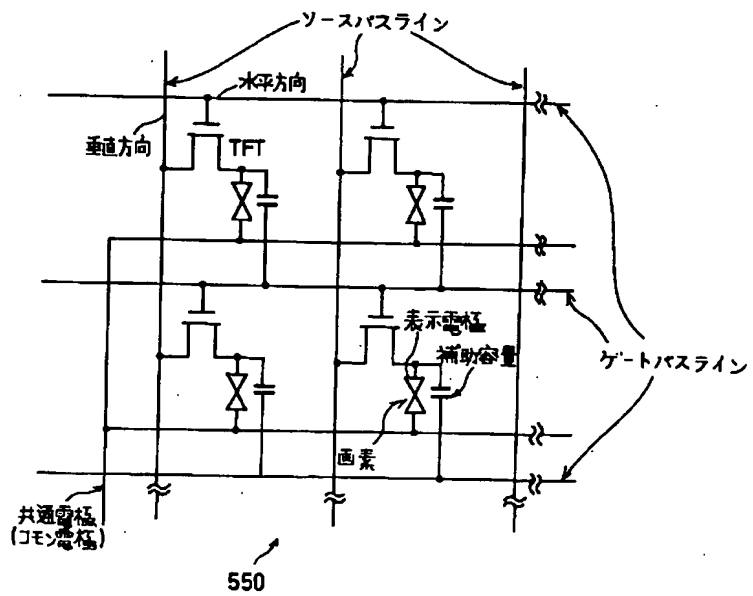 ソースバスライン
水平方向
垂直方向
TFT
表示電極
補助容量
ゲートバスライン
画素
共通電極
(コモン電極)
550